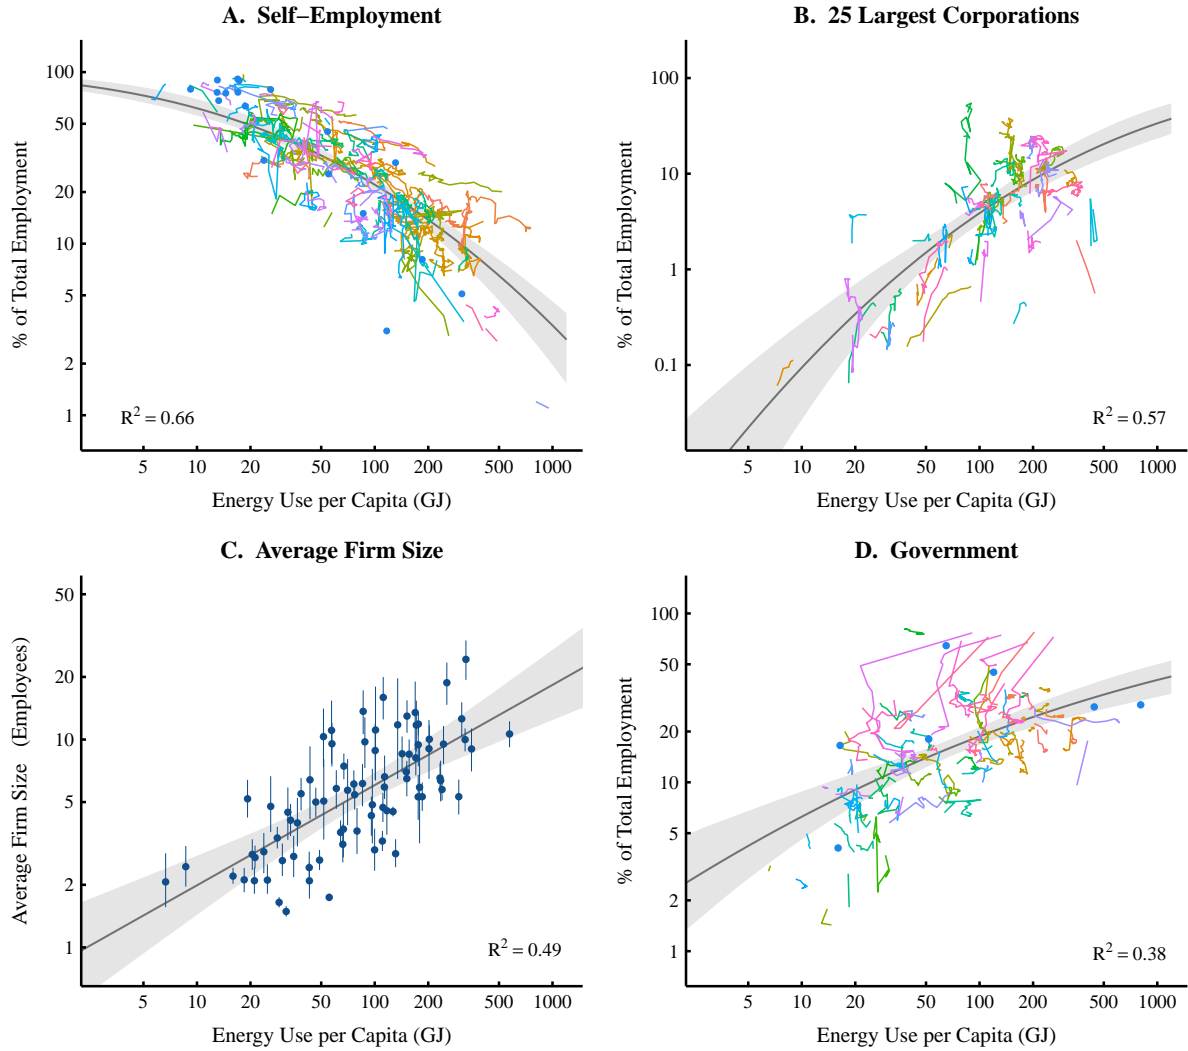 A. Self−Employment
% of Total Employment
100
50
20
10
5
2
1
R² = 0.66
5 10 20 50 100 200 500 1000
Energy Use per Capita (GJ)
B. 25 Largest Corporations
% of Total Employment
100
10
1
0.1
R² = 0.57
5 10 20 50 100 200 500 1000
Energy Use per Capita (GJ)
C. Average Firm Size
Average Firm Size (Employees)
50
20
10
5
2
1
R² = 0.49
5 10 20 50 100 200 500 1000
Energy Use per Capita (GJ)
D. Government
% of Total Employment
100
50
20
10
5
2
1
R² = 0.38
5 10 20 50 100 200 500 1000
Energy Use per Capita (GJ)